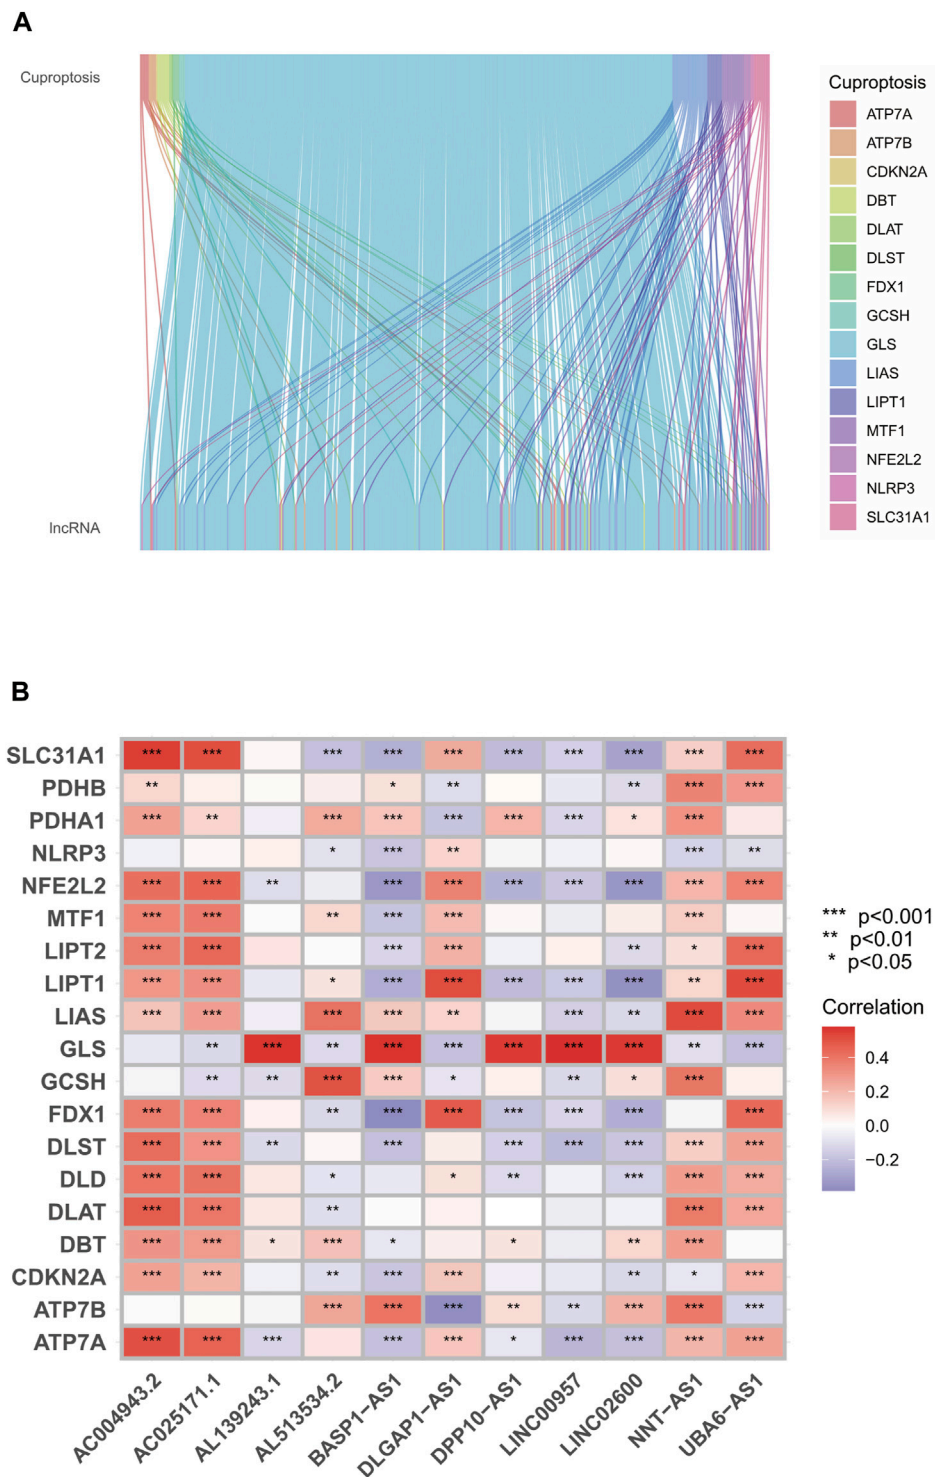 A
Cuproptosis
lncRNA
Cuproptosis
ATP7A
ATP7B
CDKN2A
DBT
DLAT
DLST
FDX1
GCSH
GLS
LIAS
LIPT1
MTF1
NFE2L2
NLRP3
SLC31A1
B
SLC31A1 *** *** *** *** *** *** *** *** *** ***
PDHB ** * ** ** *** ***
PDHA1 *** ** *** *** *** *** *** * ***
NLRP3 * *** ** *** **
NFE2L2 *** *** ** *** *** *** *** *** *** ***
MTF1 *** *** ** *** *** ***
LIPT2 *** *** *** *** ** * ***
LIPT1 *** *** * *** *** *** *** *** ** ***
LIAS *** *** *** *** ** *** ** *** ***
GLS ** *** ** *** *** *** *** *** ** ***
GCSH ** ** *** *** * ** * ***
FDX1 *** *** ** *** *** *** *** *** ***
DLST *** *** ** *** *** *** *** *** ***
DLD *** *** * * ** *** *** ***
DLAT *** *** ** *** ***
DBT *** *** * *** * * ** ***
CDKN2A *** *** ** *** *** ** * ***
ATP7B *** *** *** ** ** *** *** ***
ATP7A *** *** *** *** *** * *** *** *** ***
AC004943.2
AC025171.1
AL139243.1
AL513534.2
BASP1−AS1
DLGAP1−AS1
DPP10−AS1
LINC00957
LINC02600
NNT−AS1
UBA6−AS1
*** p<0.001
** p<0.01
* p<0.05
Correlation
0.4
0.2
0.0
−0.2